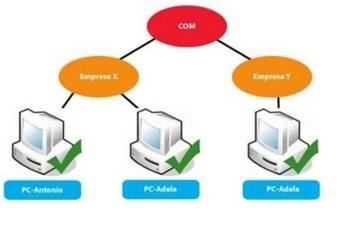 COM
Empresa X
Empresa Y
PC-Antonio
PC-Adela
PC-Adela